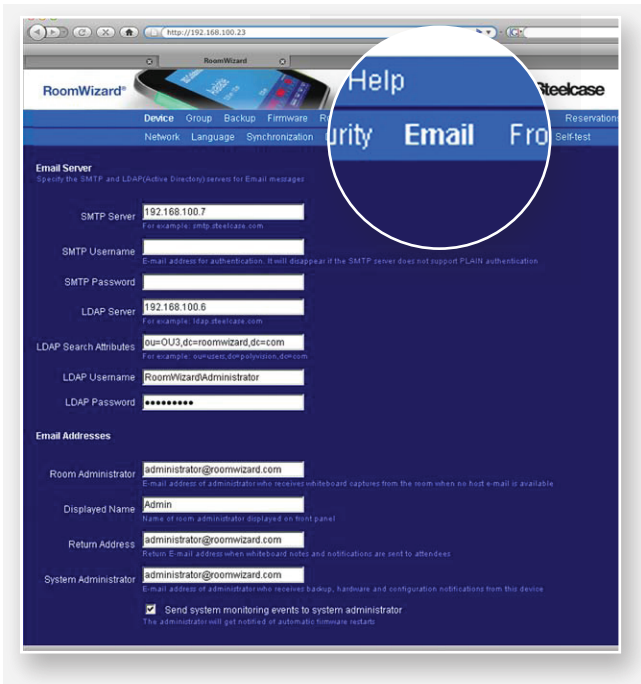 http://192.168.100.23
RoomWizard
RoomWizard®
Steelcase
Help
Device Group Backup Firmware Reservations
Network Language Synchronization urity Email Fro Self-test
Email Server
Specify the SMTP and LDAP(Active Directory) servers for Email messages
SMTP Server 192.168.100.7
For example: smtp.steelcase.com
SMTP Username
E-mail address for authentication. It will disappear if the SMTP server does not support PLAIN authentication
SMTP Password
LDAP Server 192.168.100.6
For example: ldap.steelcase.com
LDAP Search Attributes ou=OU3,dc=roomwizard,dc=com
For example: ou=users,dc=polyvision,dc=com
LDAP Username RoomWizard\Administrator
LDAP Password •••••••••
Email Addresses
Room Administrator administrator@roomwizard.com
E-mail address of administrator who receives whiteboard captures from the room when no host e-mail is available
Displayed Name Admin
Name of room administrator displayed on front panel
Return Address administrator@roomwizard.com
Return E-mail address when whiteboard notes and notifications are sent to attendees
System Administrator administrator@roomwizard.com
E-mail address of administrator who receives backup, hardware and configuration notifications from this device
Send system monitoring events to system administrator
The administrator will get notified of automatic firmware restarts